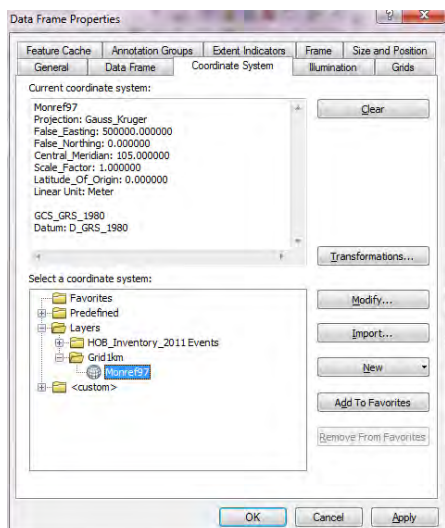 Data Frame Properties
Feature Cache Annotation Groups Extent Indicators Frame Size and Position
General Data Frame Coordinate System Illumination Grids
Current coordinate system:
Monref97
Projection: Gauss_Kruger
False_Easting: 500000.000000
False_Northing: 0.000000
Central_Meridian: 105.000000
Scale_Factor: 1.000000
Latitude_Of_Origin: 0.000000
Linear Unit: Meter
GCS_GRS_1980
Datum: D_GRS_1980
Clear
Transformations...
Select a coordinate system:
Favorites
Predefined
Layers
HOB_Inventory_2011 Events
Grid1km
Monref97
<custom>
Modify...
Import...
New
Add To Favorites
Remove From Favorites
OK Cancel Apply